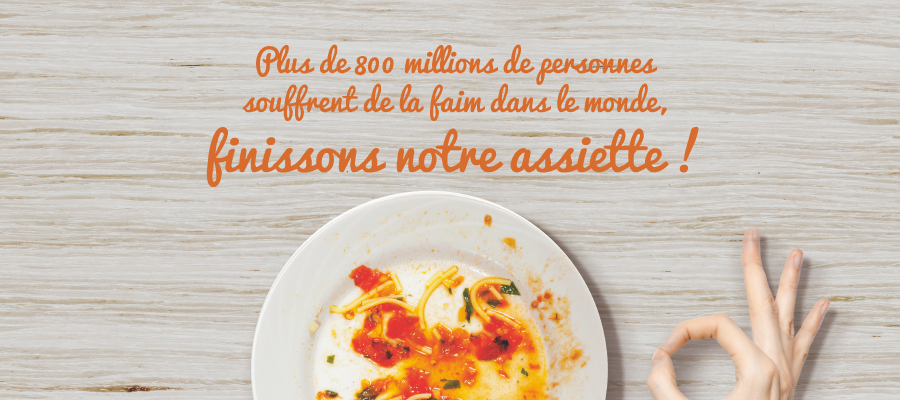 Plus de 800 millions de personnes
souffrent de la faim dans le monde,
finissons notre assiette !